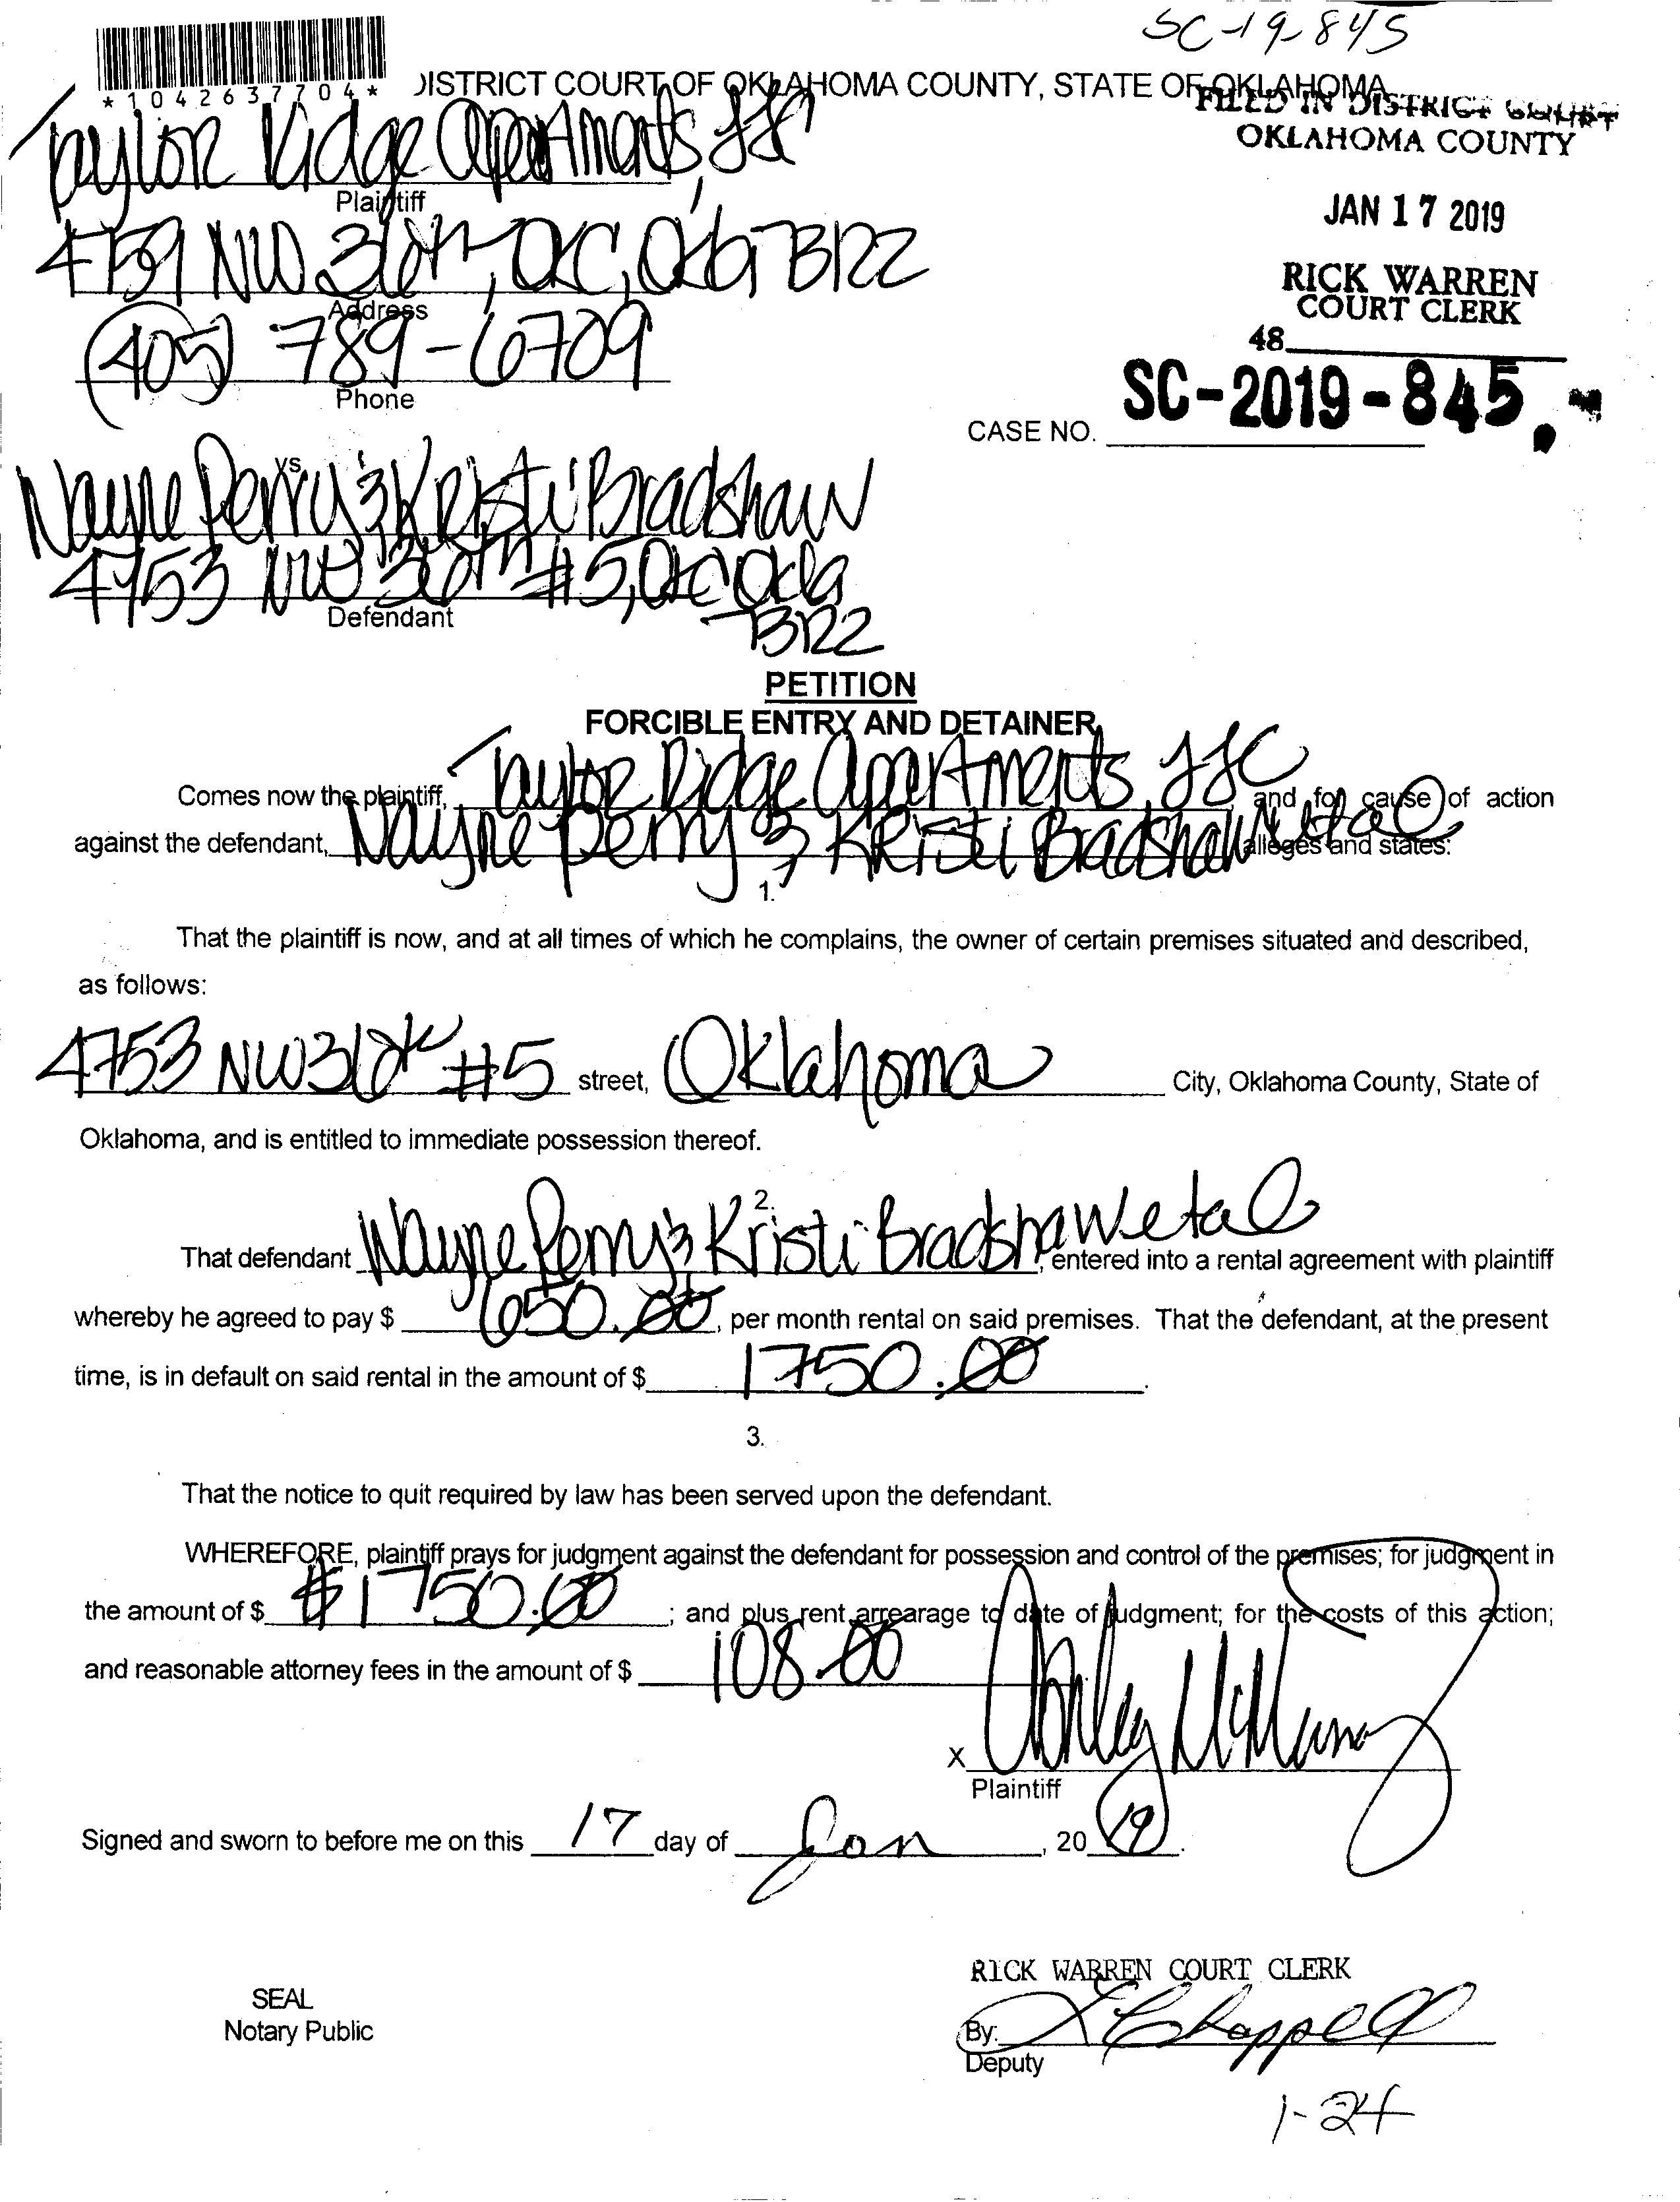 SC-19-845
*1042637704*
DISTRICT COURT OF OKLAHOMA COUNTY, STATE OF OKLAHOMA
FILED IN DISTRICT COURT
OKLAHOMA COUNTY
Taylor Ridge Apartments, LLC
Plaintiff
JAN 17 2019
4759 NW 36th, OKC, Okla 73122
Address
RICK WARREN
COURT CLERK
(405) 789-6709
Phone
48
CASE NO. SC-2019-845
vs.
Wayne Perry & Kristi Bradshaw
4753 NW 36th #5, OKC Okla
Defendant
73122
PETITION
FORCIBLE ENTRY AND DETAINER
Comes now the plaintiff, Taylor Ridge Apartments, LLC and for cause of action
against the defendant, Wayne Perry & Kristi Bradshaw et al alleges and states:
1.
That the plaintiff is now, and at all times of which he complains, the owner of certain premises situated and described,
as follows:
4753 NW 36th #5 street, Oklahoma City, Oklahoma County, State of
Oklahoma, and is entitled to immediate possession thereof.
2.
That defendant Wayne Perry & Kristi Bradshaw et al, entered into a rental agreement with plaintiff
whereby he agreed to pay $ 650.00, per month rental on said premises. That the defendant, at the present
time, is in default on said rental in the amount of $ 1750.00.
3.
That the notice to quit required by law has been served upon the defendant.
WHEREFORE, plaintiff prays for judgment against the defendant for possession and control of the premises; for judgment in
the amount of $ $1750.00; and plus rent arrearage to date of judgment; for the costs of this action;
and reasonable attorney fees in the amount of $ 108.00
X
Plaintiff
Signed and sworn to before me on this 17 day of Jan, 20 19.
RICK WARREN COURT CLERK
SEAL
Notary Public
By: Chappell
Deputy
1-24